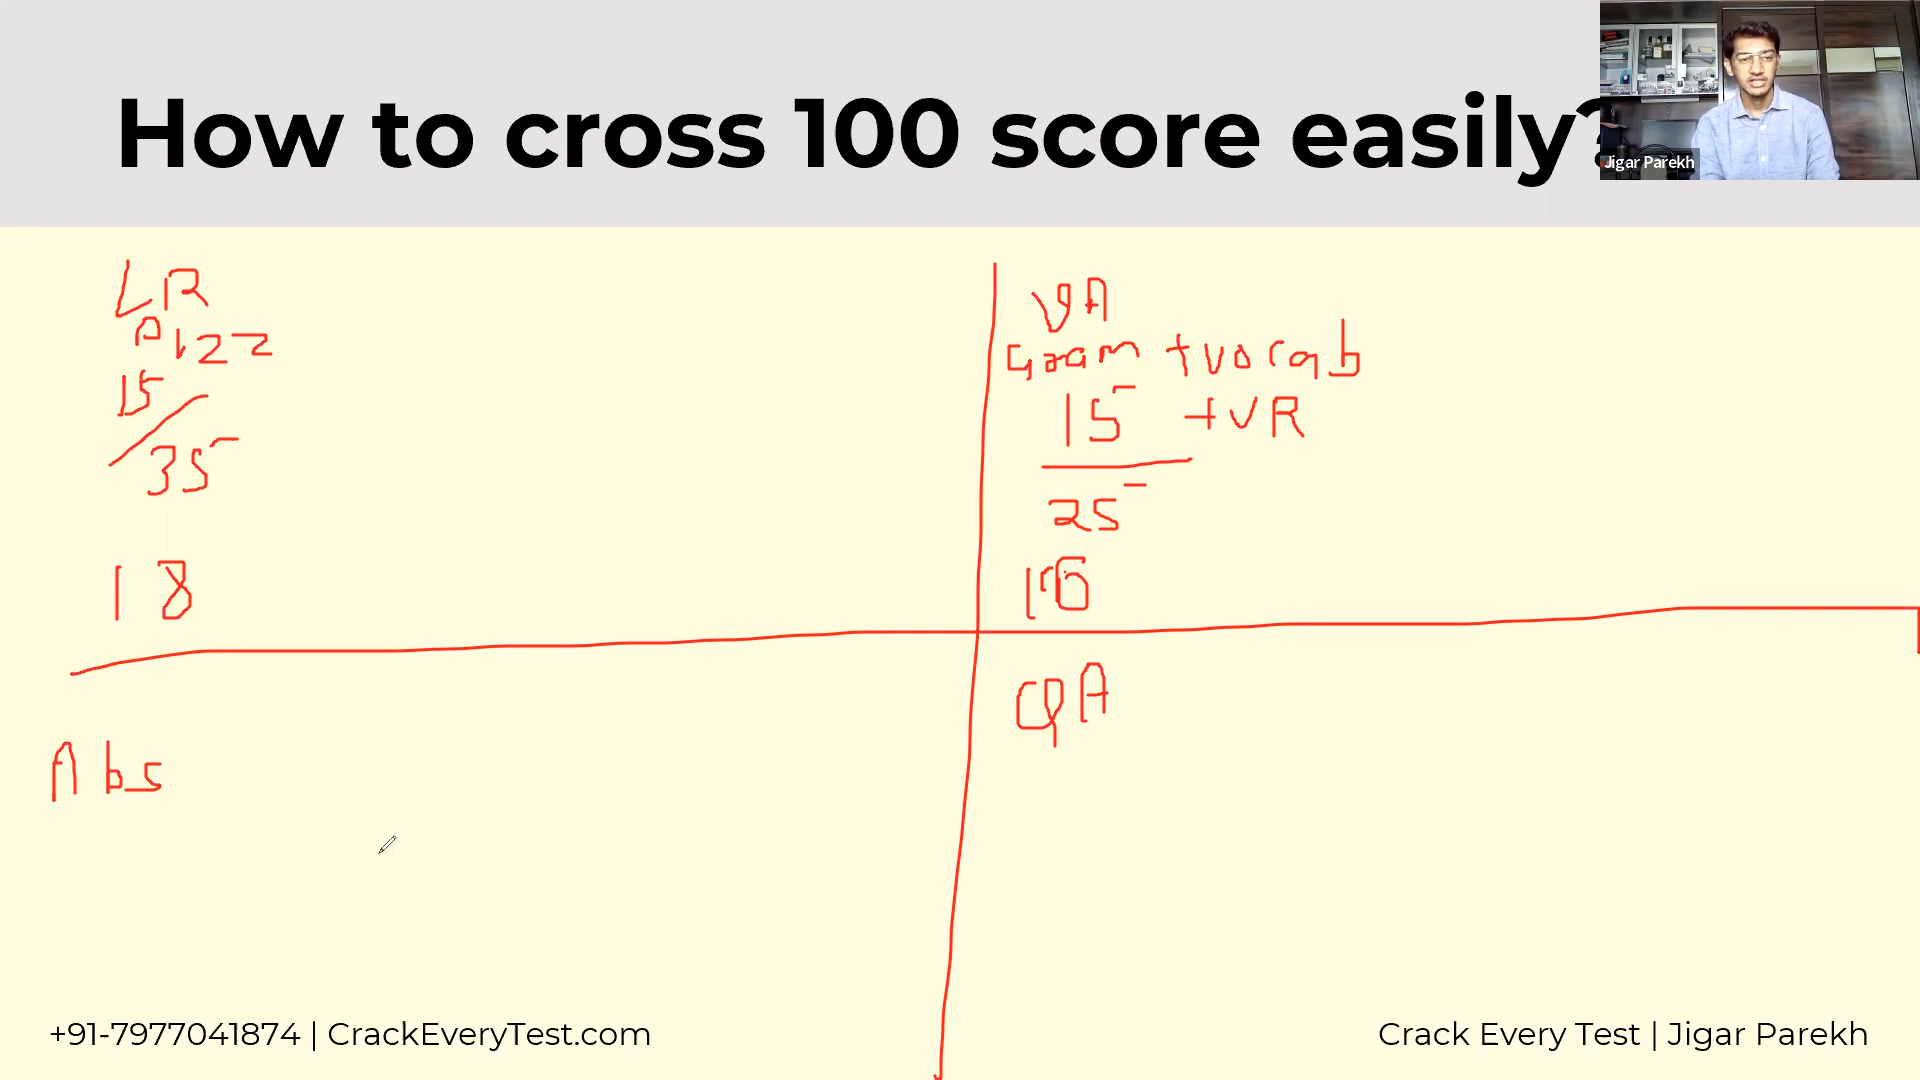 How to cross 100 score easily?
Jigar Parekh
LR
15
/35
18
VA
Gram + vocab
15 + VR
25
16
Abs
QA
+91-7977041874 | CrackEveryTest.com
Crack Every Test | Jigar Parekh